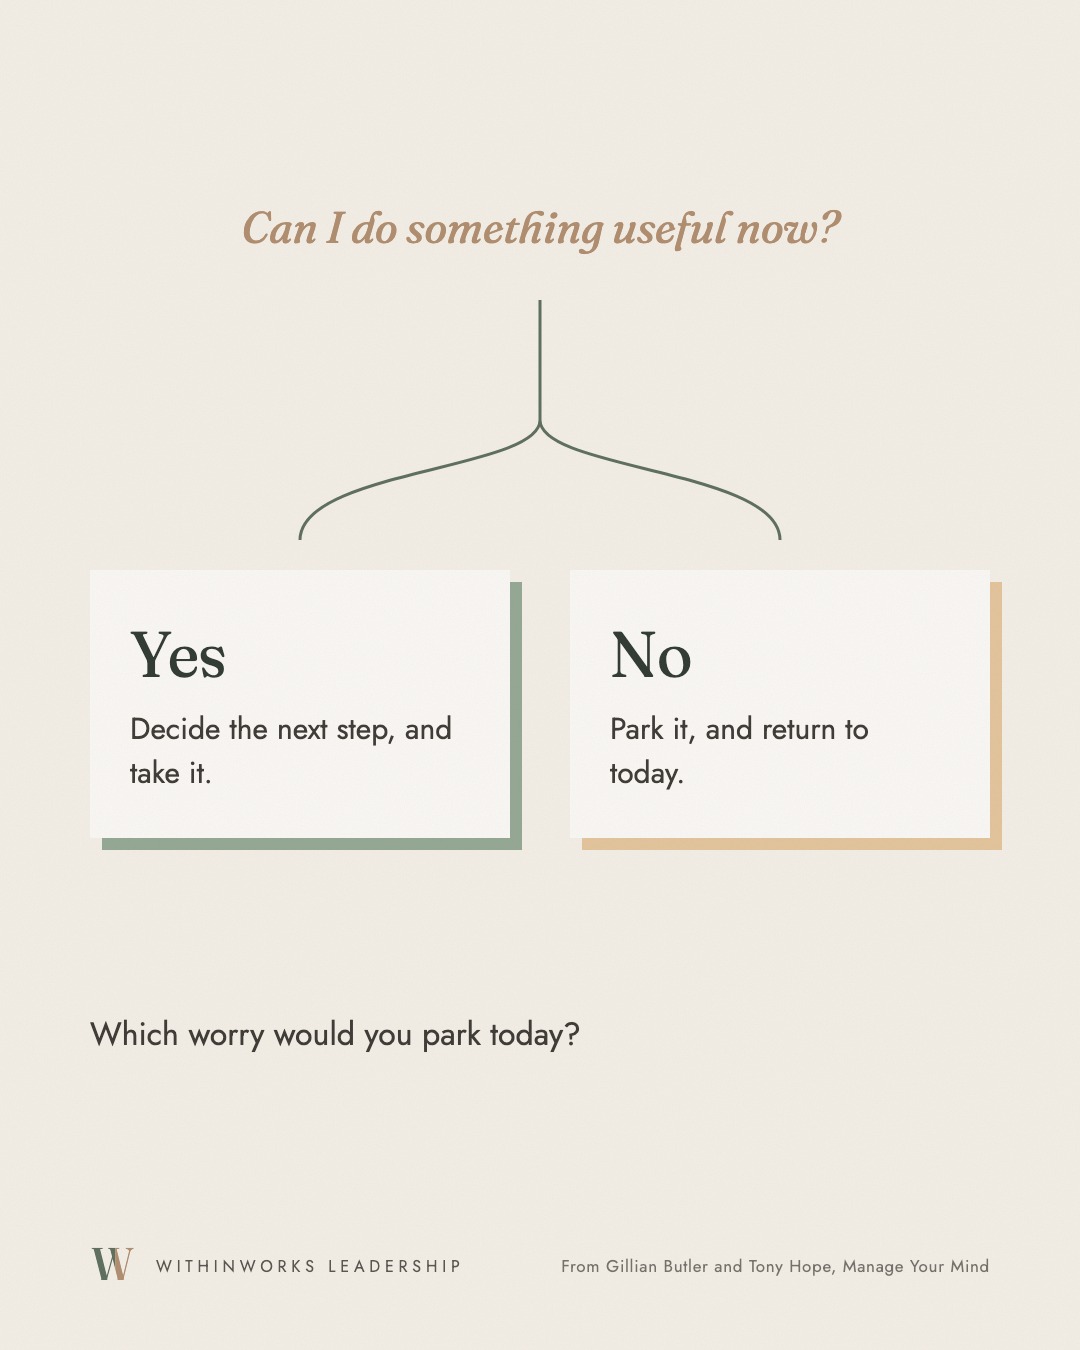 Can I do something useful now?
Yes
Decide the next step, and
take it.
No
Park it, and return to
today.
Which worry would you park today?
W WITHINWORKS LEADERSHIP
From Gillian Butler and Tony Hope, Manage Your Mind